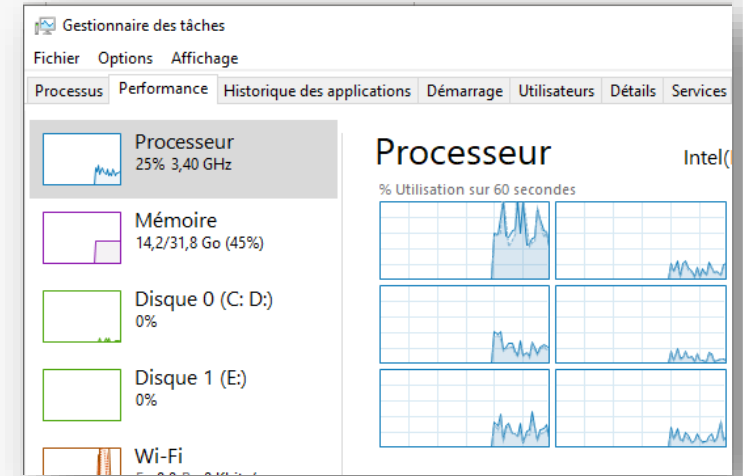 Gestionnaire des tâches
Fichier Options Affichage
Processus Performance Historique des applications Démarrage Utilisateurs Détails Services
Processeur
25% 3,40 GHz
Mémoire
14,2/31,8 Go (45%)
Disque 0 (C: D:)
0%
Disque 1 (E:)
0%
Wi-Fi
Processeur
Intel(
% Utilisation sur 60 secondes